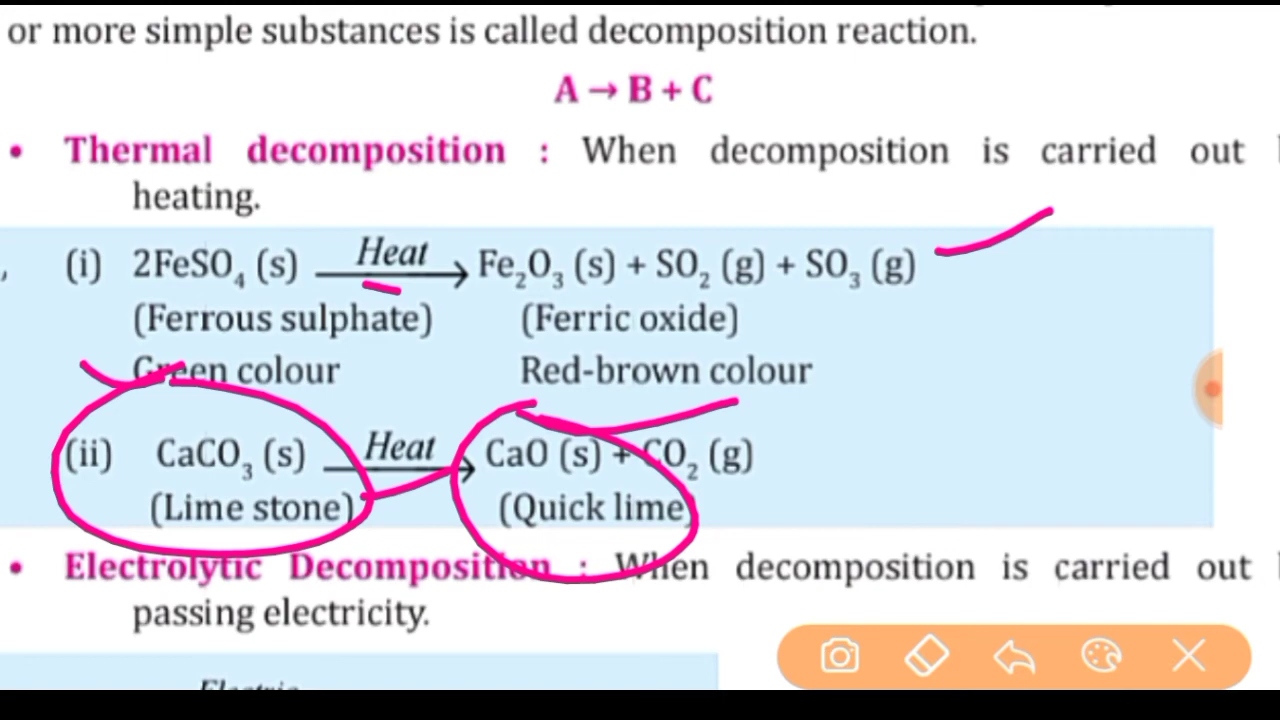 or more simple substances is called decomposition reaction.
A → B + C
• Thermal decomposition : When decomposition is carried out
heating.
, (i) 2FeSO₄ (s) Heat → Fe₂O₃ (s) + SO₂ (g) + SO₃ (g)
(Ferrous sulphate) (Ferric oxide)
Green colour Red-brown colour
(ii) CaCO₃ (s) Heat → CaO (s) + CO₂ (g)
(Lime stone) (Quick lime)
• Electrolytic Decomposition : When decomposition is carried out
passing electricity.